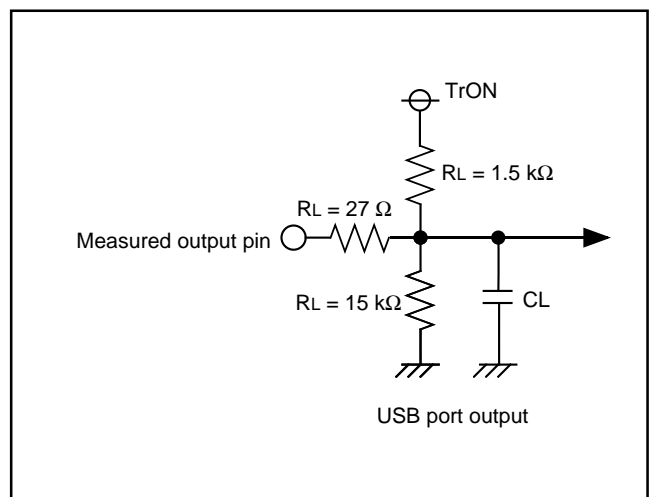 TrON
RL = 1.5 kΩ
RL = 27 Ω
Measured output pin
RL = 15 kΩ
CL
USB port output